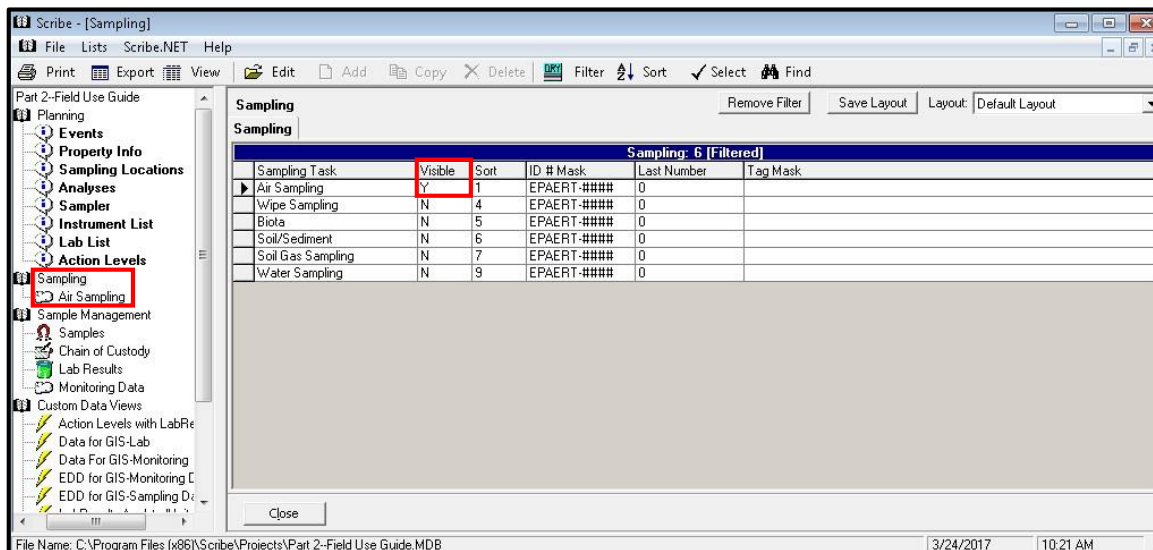 Scribe - [Sampling]
File Lists Scribe.NET Help
Print Export View Edit Add Copy Delete DRY Filter Sort Select Find
Part 2--Field Use Guide
Planning
Events
Property Info
Sampling Locations
Analyses
Sampler
Instrument List
Lab List
Action Levels
Sampling
Air Sampling
Sample Management
Samples
Chain of Custody
Lab Results
Monitoring Data
Custom Data Views
Action Levels with LabRe
Data for GIS-Lab
Data For GIS-Monitoring
EDD for GIS-Monitoring D
EDD for GIS-Sampling Da
Sampling Remove Filter Save Layout Layout: Default Layout
Sampling
Sampling: 6 [Filtered]
Sampling Task Visible Sort ID # Mask Last Number Tag Mask
Air Sampling Y 1 EPAERT-#### 0
Wipe Sampling N 4 EPAERT-#### 0
Biota N 5 EPAERT-#### 0
Soil/Sediment N 6 EPAERT-#### 0
Soil Gas Sampling N 7 EPAERT-#### 0
Water Sampling N 9 EPAERT-#### 0
Close
File Name: C:\Program Files (x86)\Scribe\Projects\Part 2--Field Use Guide.MDB 3/24/2017 10:21 AM